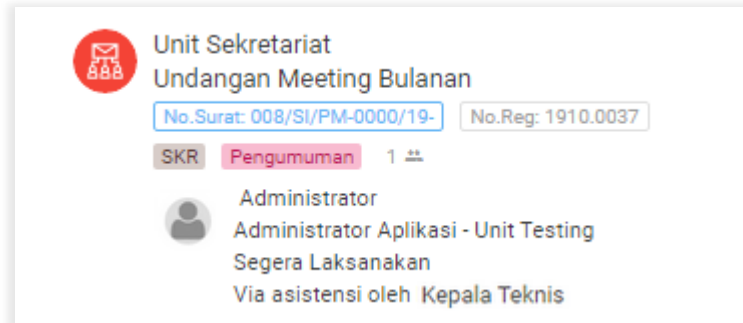 Unit Sekretariat
Undangan Meeting Bulanan
No.Surat: 008/SI/PM-0000/19- No.Reg: 1910.0037
SKR Pengumuman 1
Administrator
Administrator Aplikasi - Unit Testing
Segera Laksanakan
Via asistensi oleh Kepala Teknis